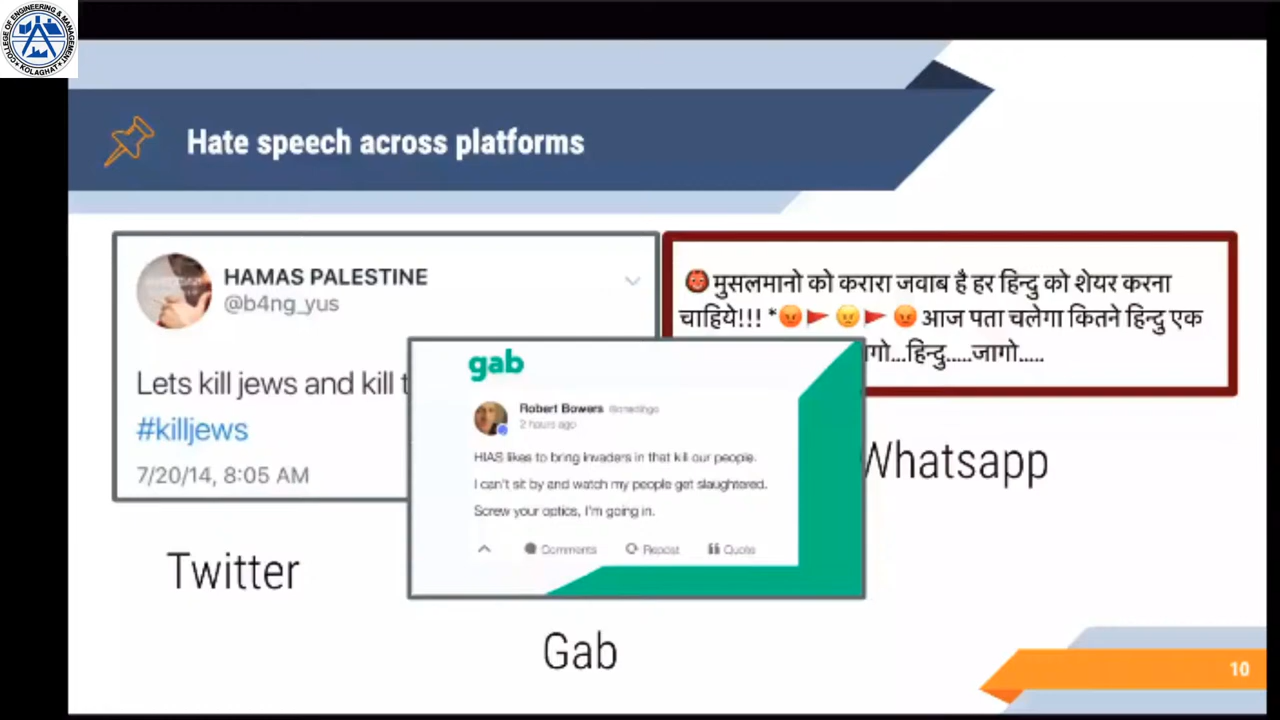 COLLEGE OF ENGINEERING & MANAGEMENT
KOLAGHAT
Hate speech across platforms
HAMAS PALESTINE
@b4ng_yus
Lets kill jews and kill
#killjews
7/20/14, 8:05 AM
Twitter
gab
Robert Bowers
2 hours ago
HIAS likes to bring invaders in that kill our people.
I can't sit by and watch my people get slaughtered.
Screw your optics, I'm going in.
Comments Repost Quote
Gab
मुसलमानो को करारा जवाब है हर हिन्दु को शेयर करना
चाहिये!!! *😡🚩😠🚩😡 आज पता चलेगा कितने हिन्दु एक
...हिन्दु.....जागो.....
Whatsapp
10